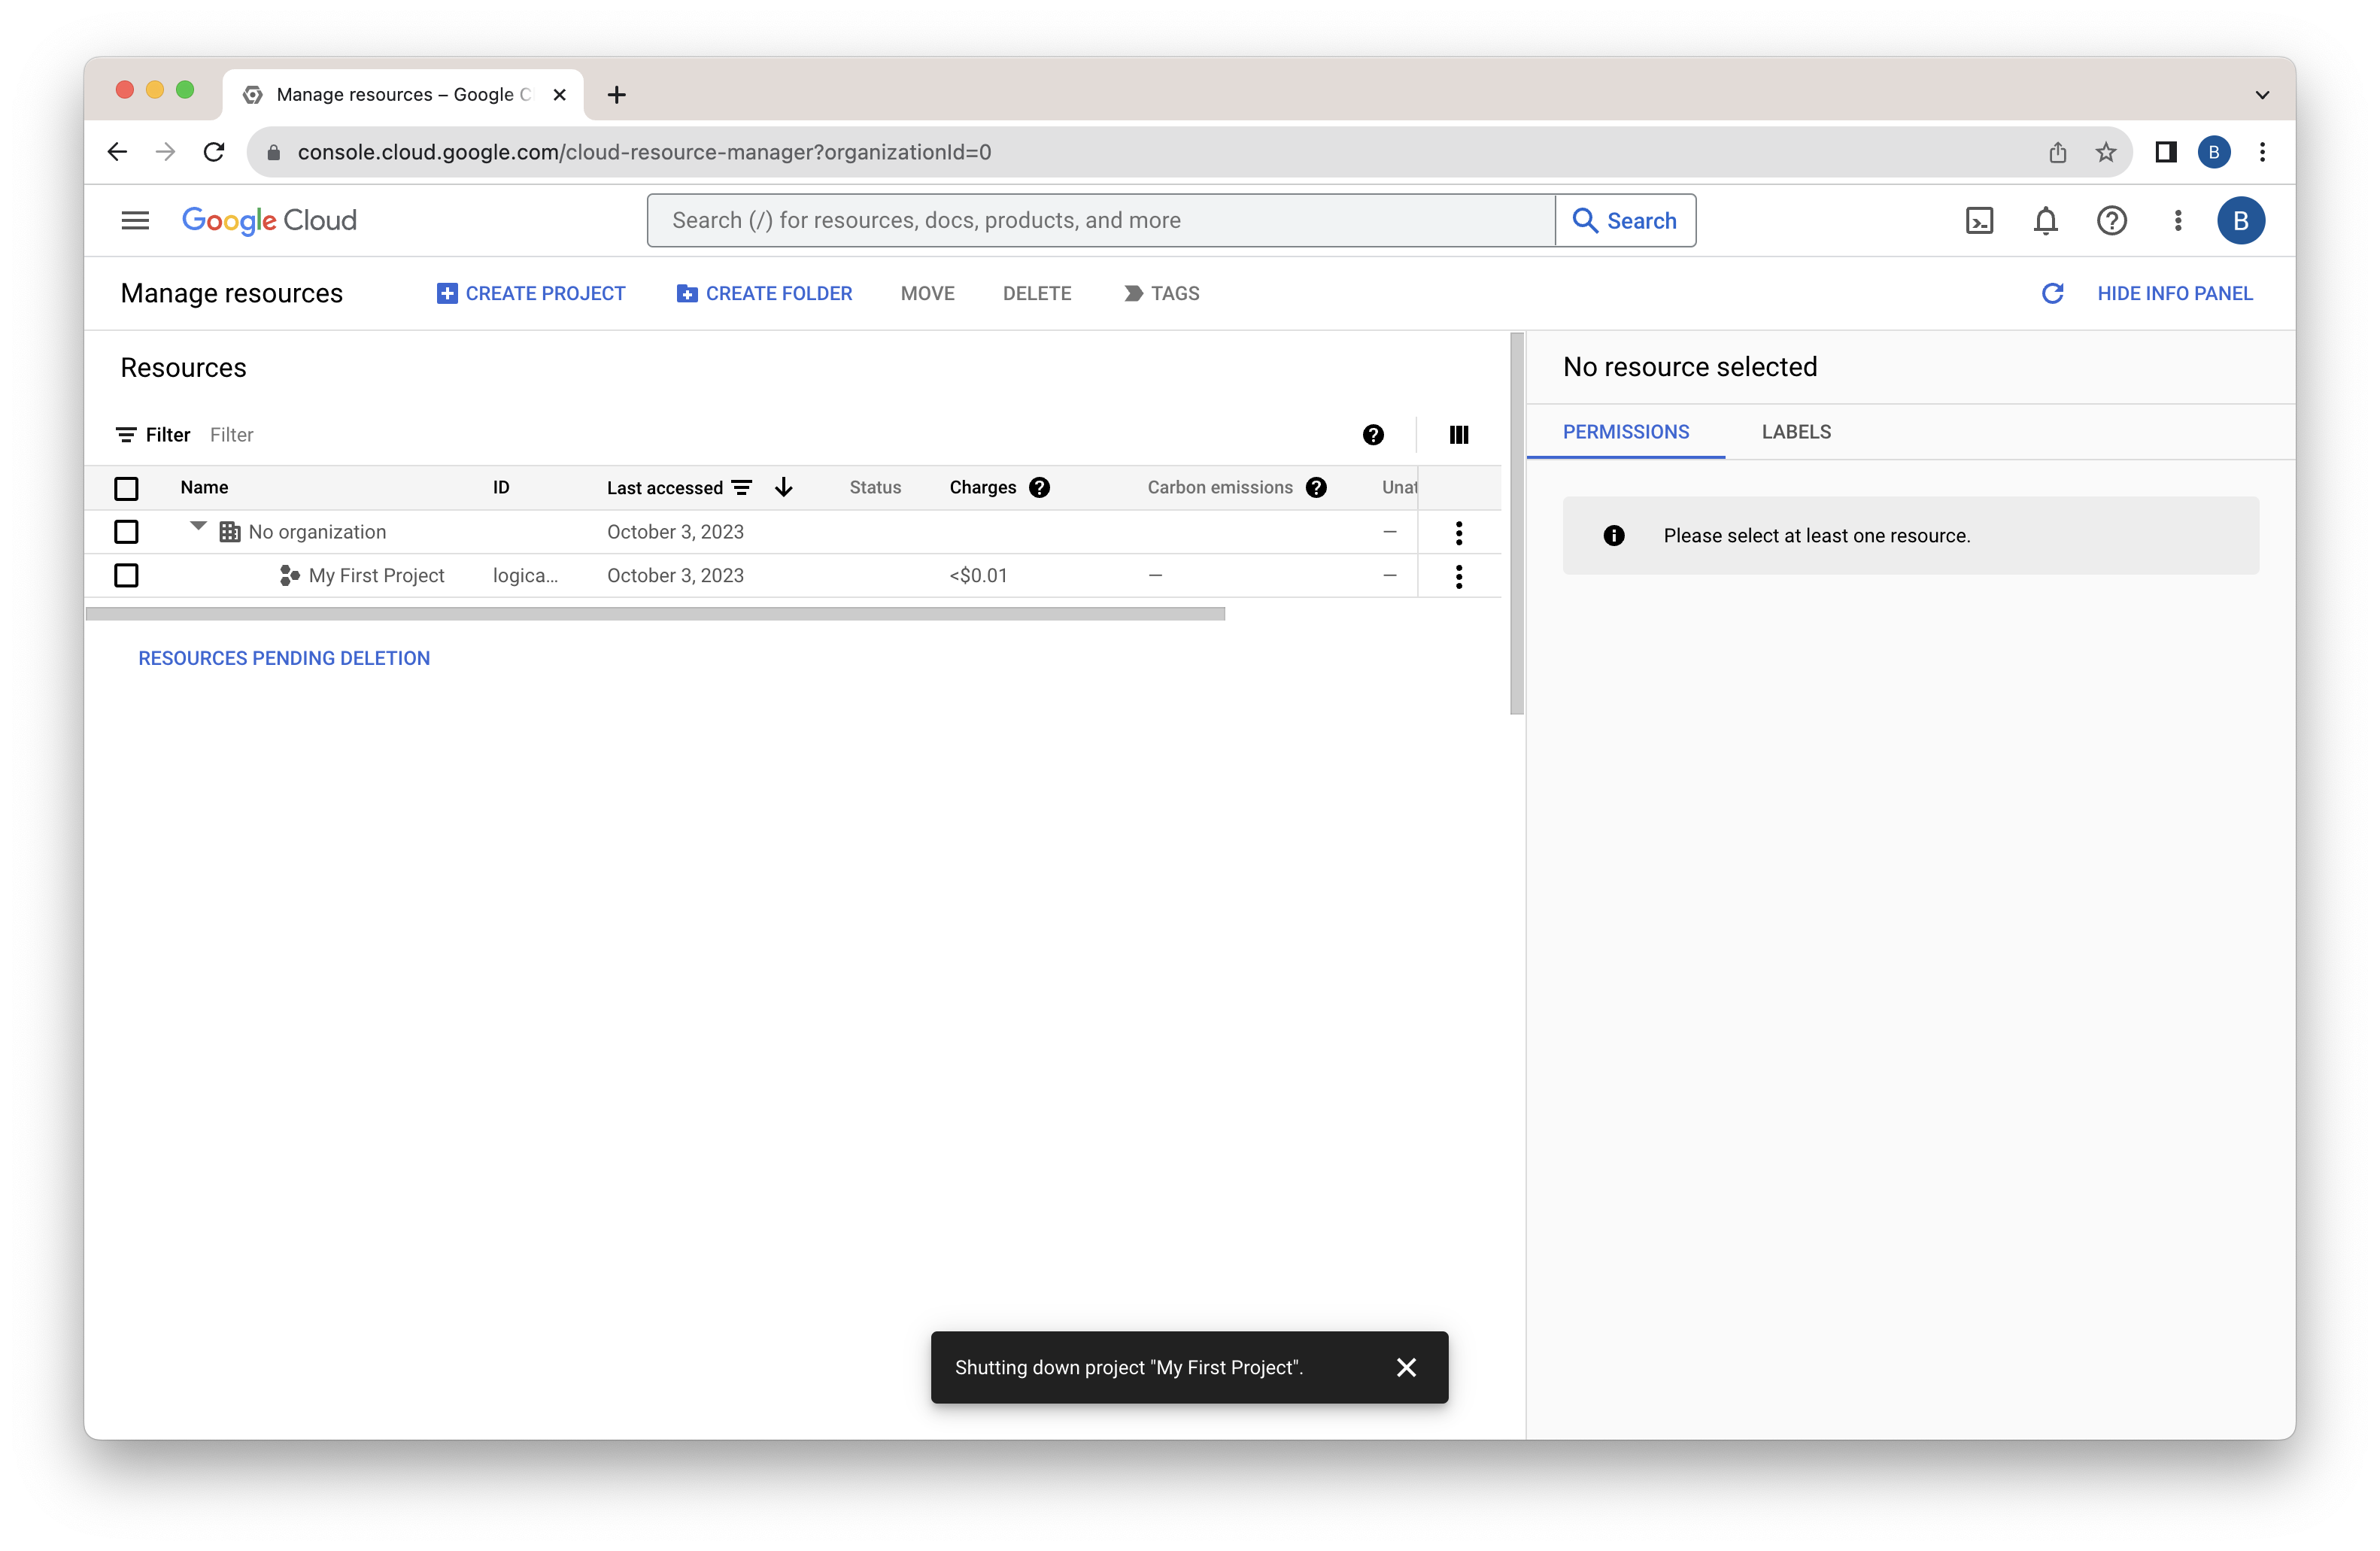 Manage resources – Google C
console.cloud.google.com/cloud-resource-manager?organizationId=0
B
Google Cloud
Search (/) for resources, docs, products, and more
Search
B
Manage resources
CREATE PROJECT
CREATE FOLDER
MOVE
DELETE
TAGS
HIDE INFO PANEL
Resources
Filter Filter
Name ID Last accessed Status Charges Carbon emissions Unat
No organization October 3, 2023 –
My First Project logica... October 3, 2023 <$0.01 – –
RESOURCES PENDING DELETION
No resource selected
PERMISSIONS LABELS
Please select at least one resource.
Shutting down project "My First Project".